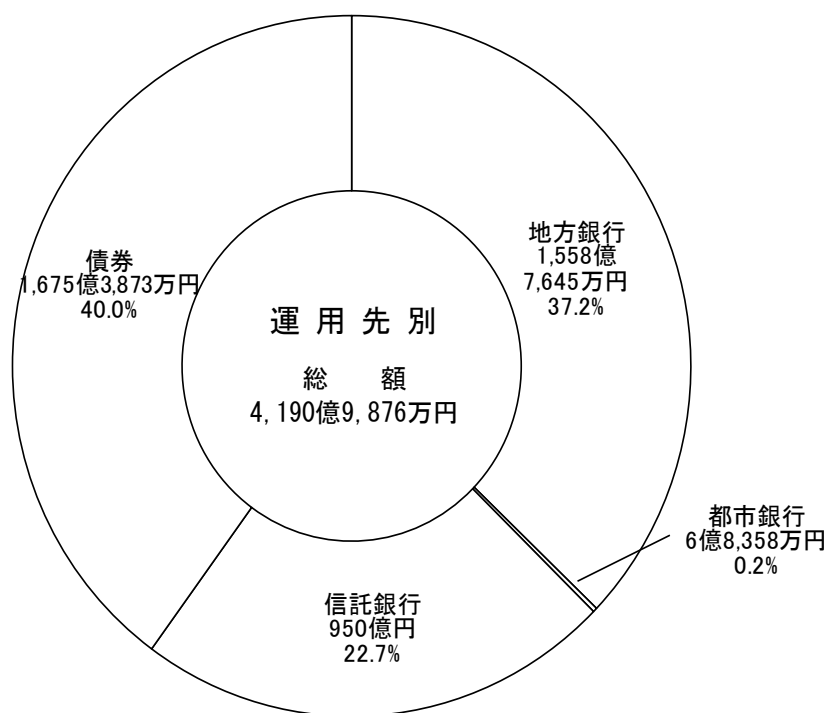 債券
1,675億3,873万円
40.0%
地方銀行
1,558億
7,645万円
37.2%
運用先別
総　額
4,190億9,876万円
都市銀行
6億8,358万円
0.2%
信託銀行
950億円
22.7%